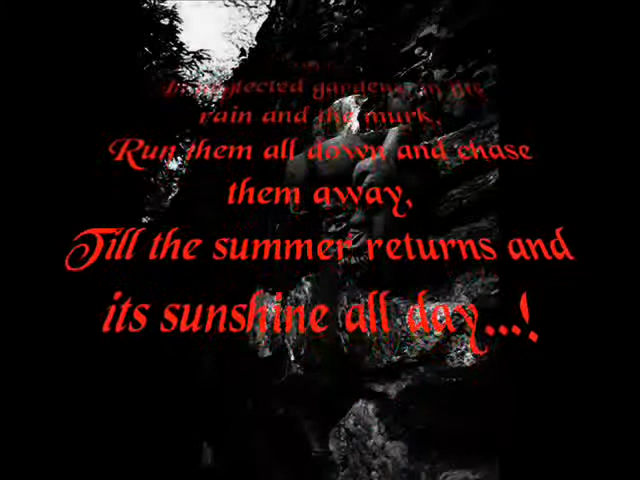 In neglected gardens, in the
rain and the murk,
Run them all down and chase
them away,
Till the summer returns and
its sunshine all day...!